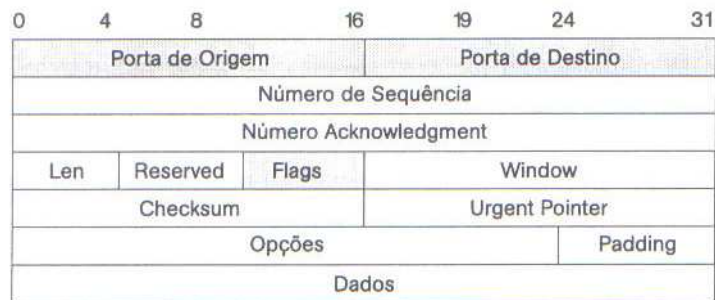 0 4 8 16 19 24 31
Porta de Origem Porta de Destino
Número de Sequência
Número Acknowledgment
Len Reserved Flags Window
Checksum Urgent Pointer
Opções Padding
Dados